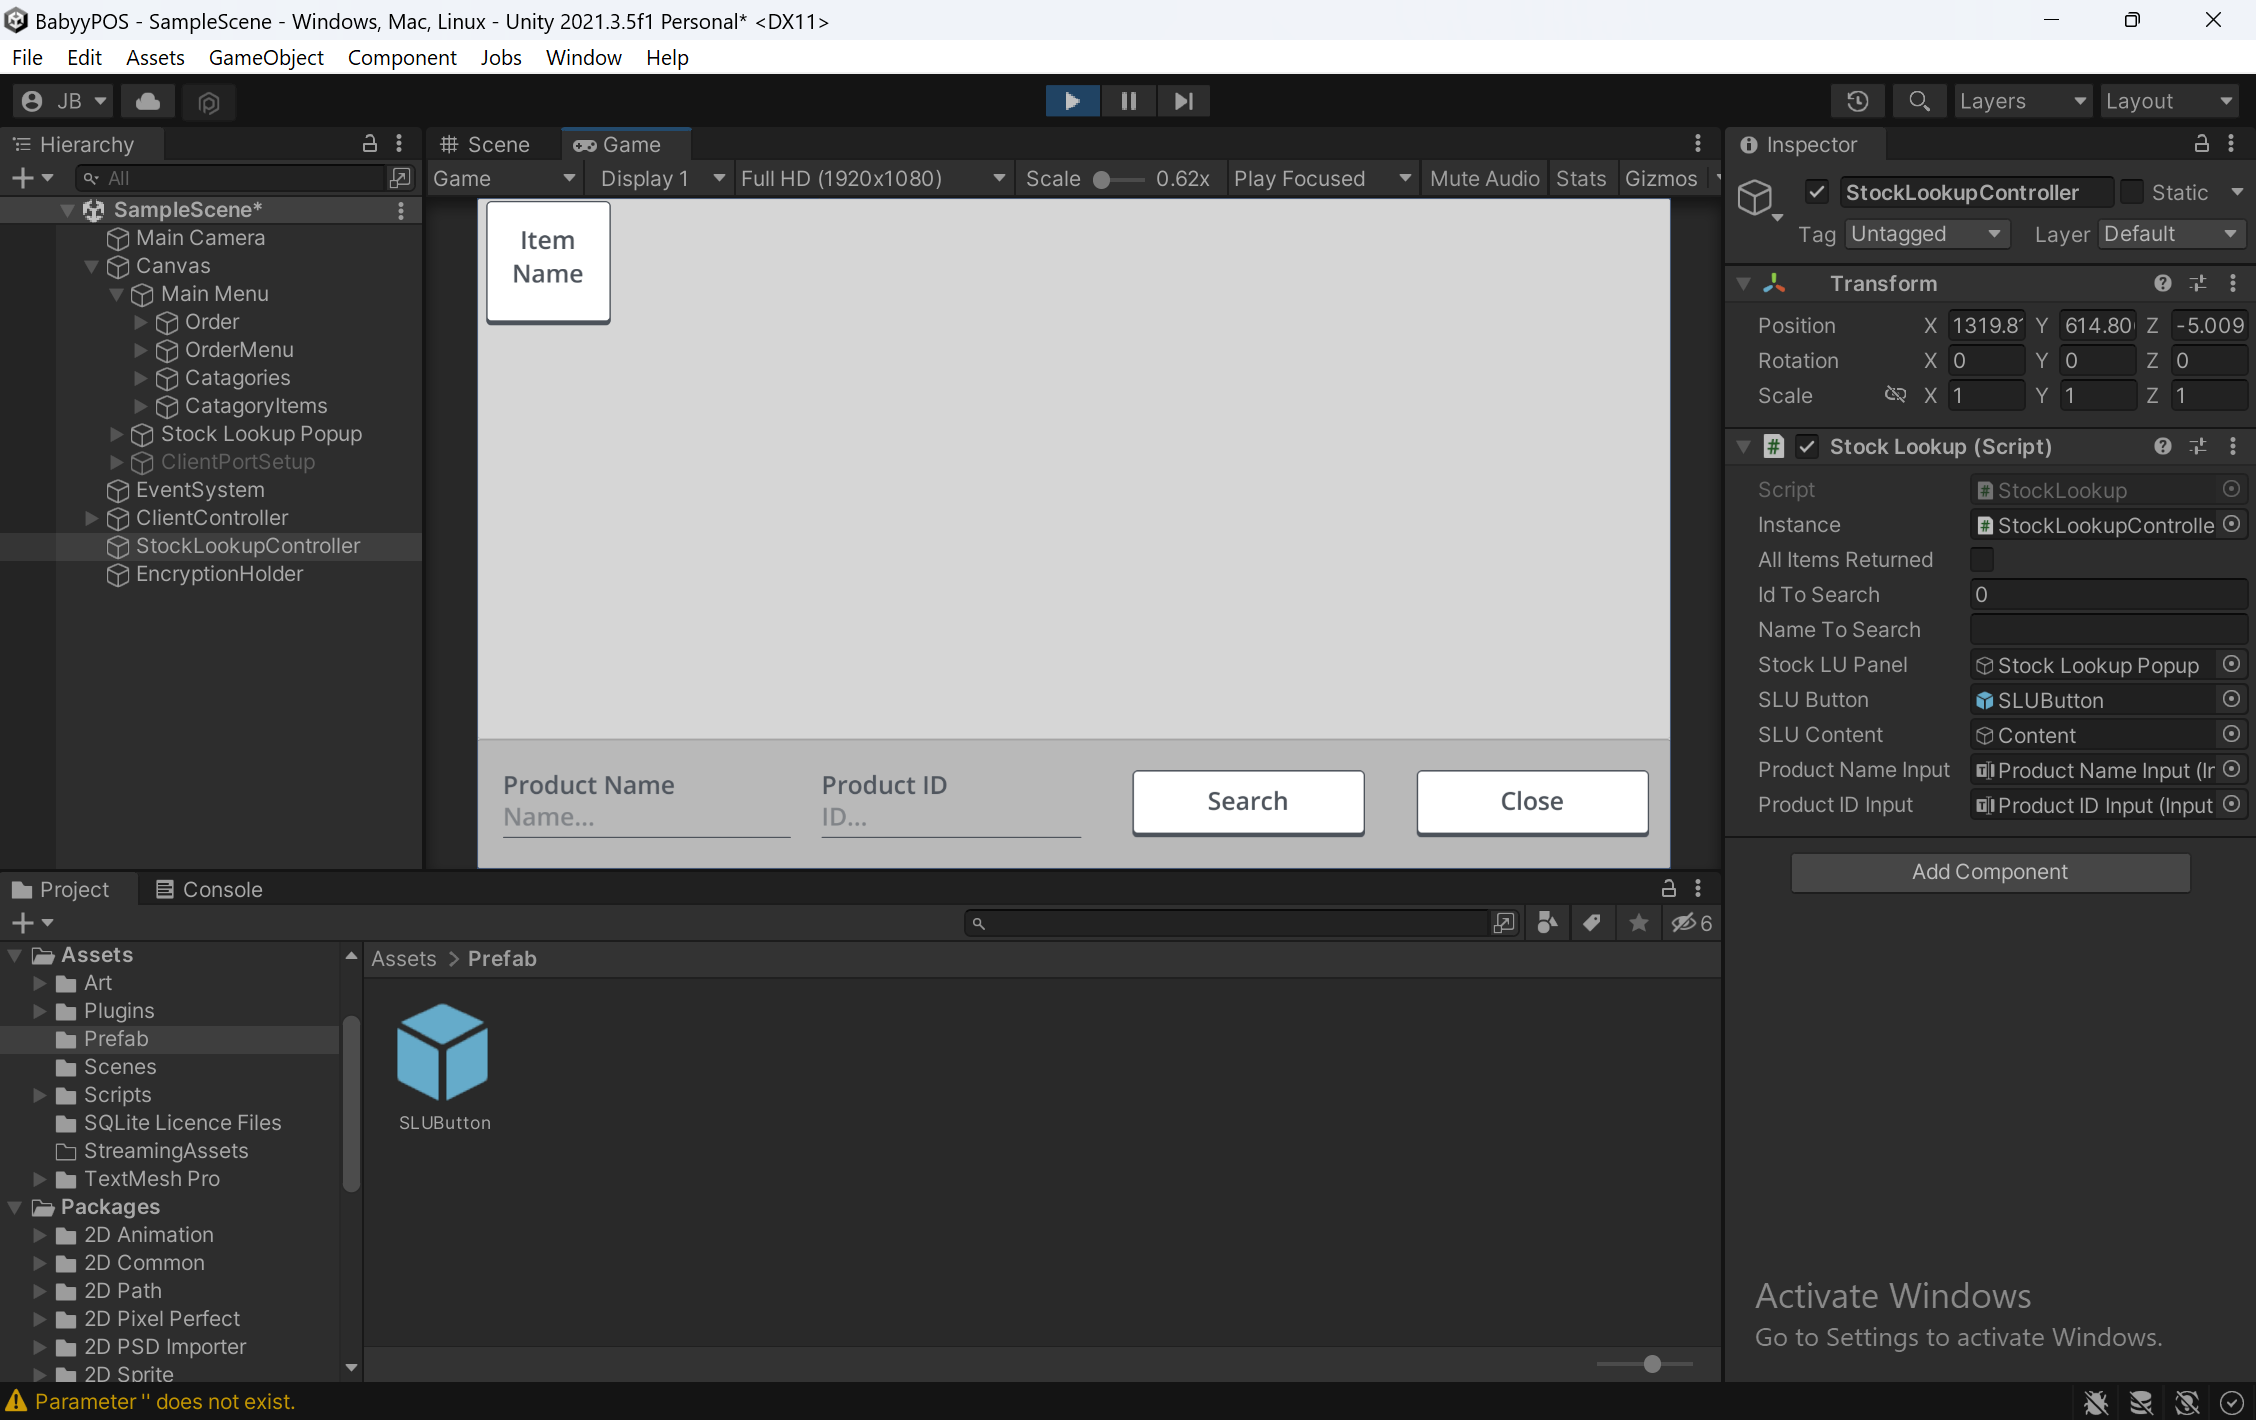 BabyyPOS - SampleScene - Windows, Mac, Linux - Unity 2021.3.5f1 Personal* <DX11>
File Edit Assets GameObject Component Jobs Window Help
JB
Layers Layout
Hierarchy
All
SampleScene*
Main Camera
Canvas
Main Menu
Order
OrderMenu
Catagories
CatagoryItems
Stock Lookup Popup
ClientPortSetup
EventSystem
ClientController
StockLookupController
EncryptionHolder
Scene Game
Game Display 1 Full HD (1920x1080) Scale 0.62x Play Focused Mute Audio Stats Gizmos
Item
Name
Product Name
Name...
Product ID
ID...
Search
Close
Inspector
StockLookupController Static
Tag Untagged Layer Default
Transform
Position X 1319.8 Y 614.80 Z -5.009
Rotation X 0 Y 0 Z 0
Scale X 1 Y 1 Z 1
# Stock Lookup (Script)
Script # StockLookup
Instance # StockLookupControlle
All Items Returned
Id To Search 0
Name To Search
Stock LU Panel Stock Lookup Popup
SLU Button SLUButton
SLU Content Content
Product Name Input Product Name Input (Ir
Product ID Input Product ID Input (Input
Add Component
Project Console
6
Assets
Art
Plugins
Prefab
Scenes
Scripts
SQLite Licence Files
StreamingAssets
TextMesh Pro
Packages
2D Animation
2D Common
2D Path
2D Pixel Perfect
2D PSD Importer
2D Sprite
Assets > Prefab
SLUButton
Activate Windows
Go to Settings to activate Windows.
Parameter '' does not exist.